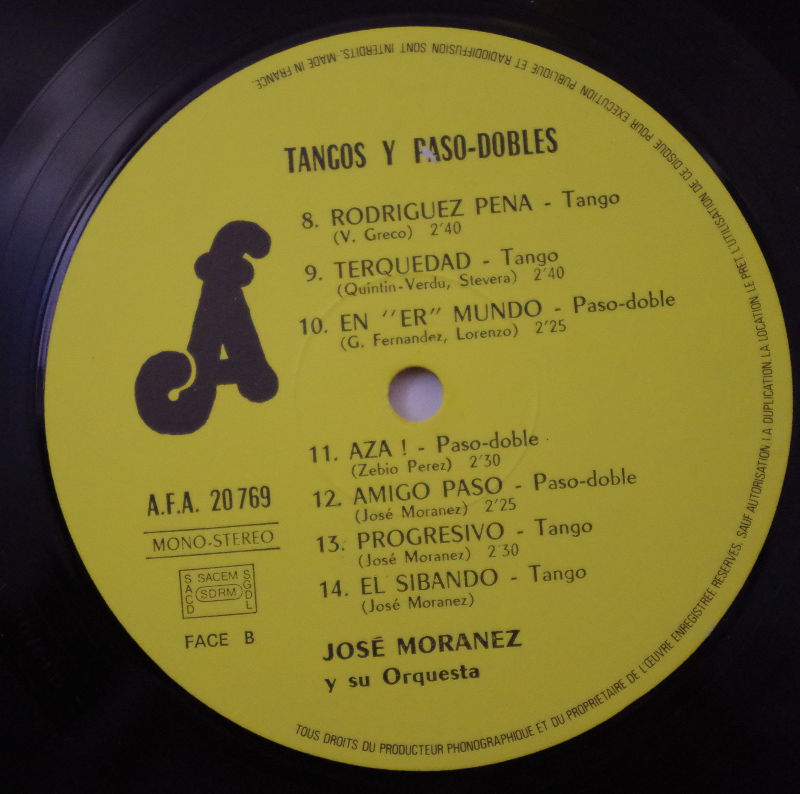 TANGOS Y PASO-DOBLES
8. RODRIGUEZ PENA - Tango
(V. Greco) 2'40
9. TERQUEDAD - Tango
(Quintin-Verdu, Stevera) 2'40
10. EN "ER" MUNDO - Paso-doble
(G. Fernandez, Lorenzo) 2'25
A
11. AZA ! - Paso-doble
(Zebio Perez) 2'30
12. AMIGO PASO - Paso-doble
(José Moranez) 2'25
13. PROGRESIVO - Tango
(José Moranez) 2'30
14. EL SIBANDO - Tango
(José Moranez)
A.F.A. 20769
MONO-STEREO
SACD SACEM SDRM SGDL
FACE B
JOSÉ MORANEZ
y su Orquesta
TOUS DROITS DU PRODUCTEUR PHONOGRAPHIQUE ET DU PROPRIETAIRE DE L'ŒUVRE ENREGISTREE RESERVES. SAUF AUTORISATION LA DUPLICATION, LA LOCATION, LE PRET, L'UTILISATION DE CE DISQUE POUR EXECUTION PUBLIQUE ET RADIODIFFUSION SONT INTERDITS. MADE IN FRANCE.